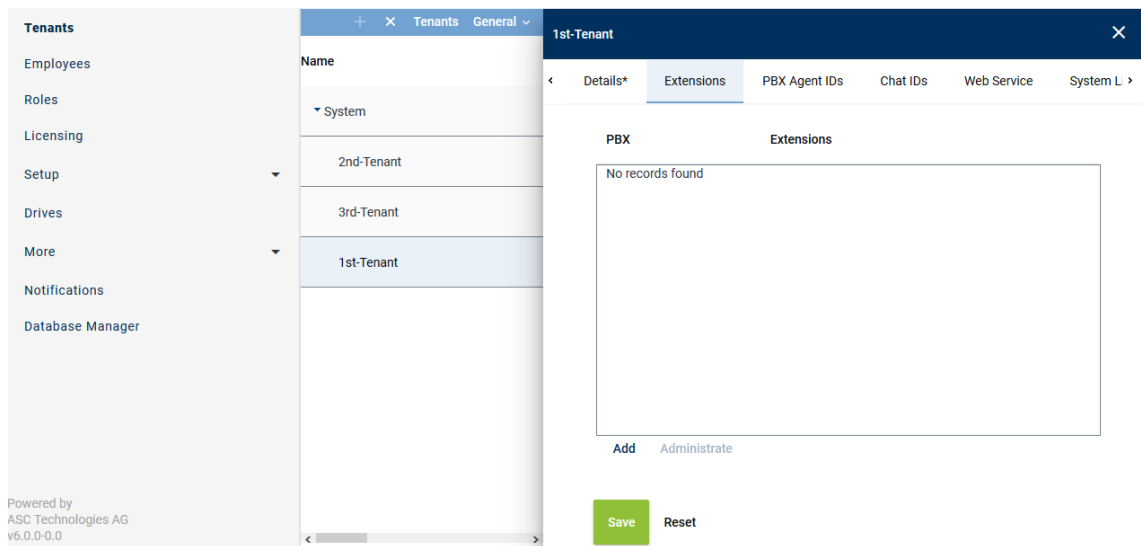 Tenants
Employees
Roles
Licensing
Setup
Drives
More
Notifications
Database Manager
Powered by
ASC Technologies AG
v6.0.0-0.0
Tenants General
Name
System
2nd-Tenant
3rd-Tenant
1st-Tenant
1st-Tenant
Details* Extensions PBX Agent IDs Chat IDs Web Service System L
PBX Extensions
No records found
Add Administrate
Save Reset